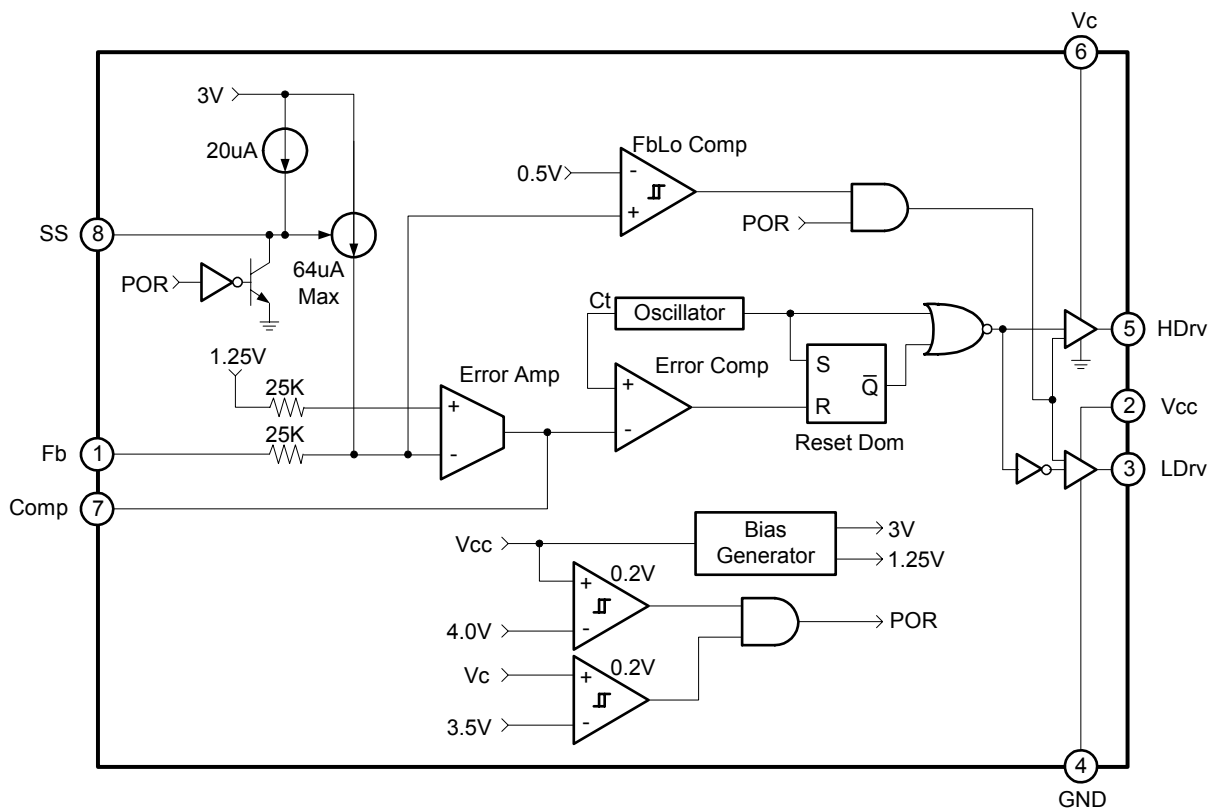 Vc
6
3V
20uA
FbLo Comp
0.5V
-
+
POR
SS
8
64uA
Max
POR
Ct
Oscillator
5
HDrv
1.25V
Error Amp
Error Comp
+
S
Q
R
-
25K
+
2
Vcc
Fb
1
25K
-
Reset Dom
3
LDrv
Comp
7
Vcc
Bias
Generator
3V
1.25V
+
0.2V
4.0V
-
POR
Vc
+
0.2V
3.5V
-
4
GND